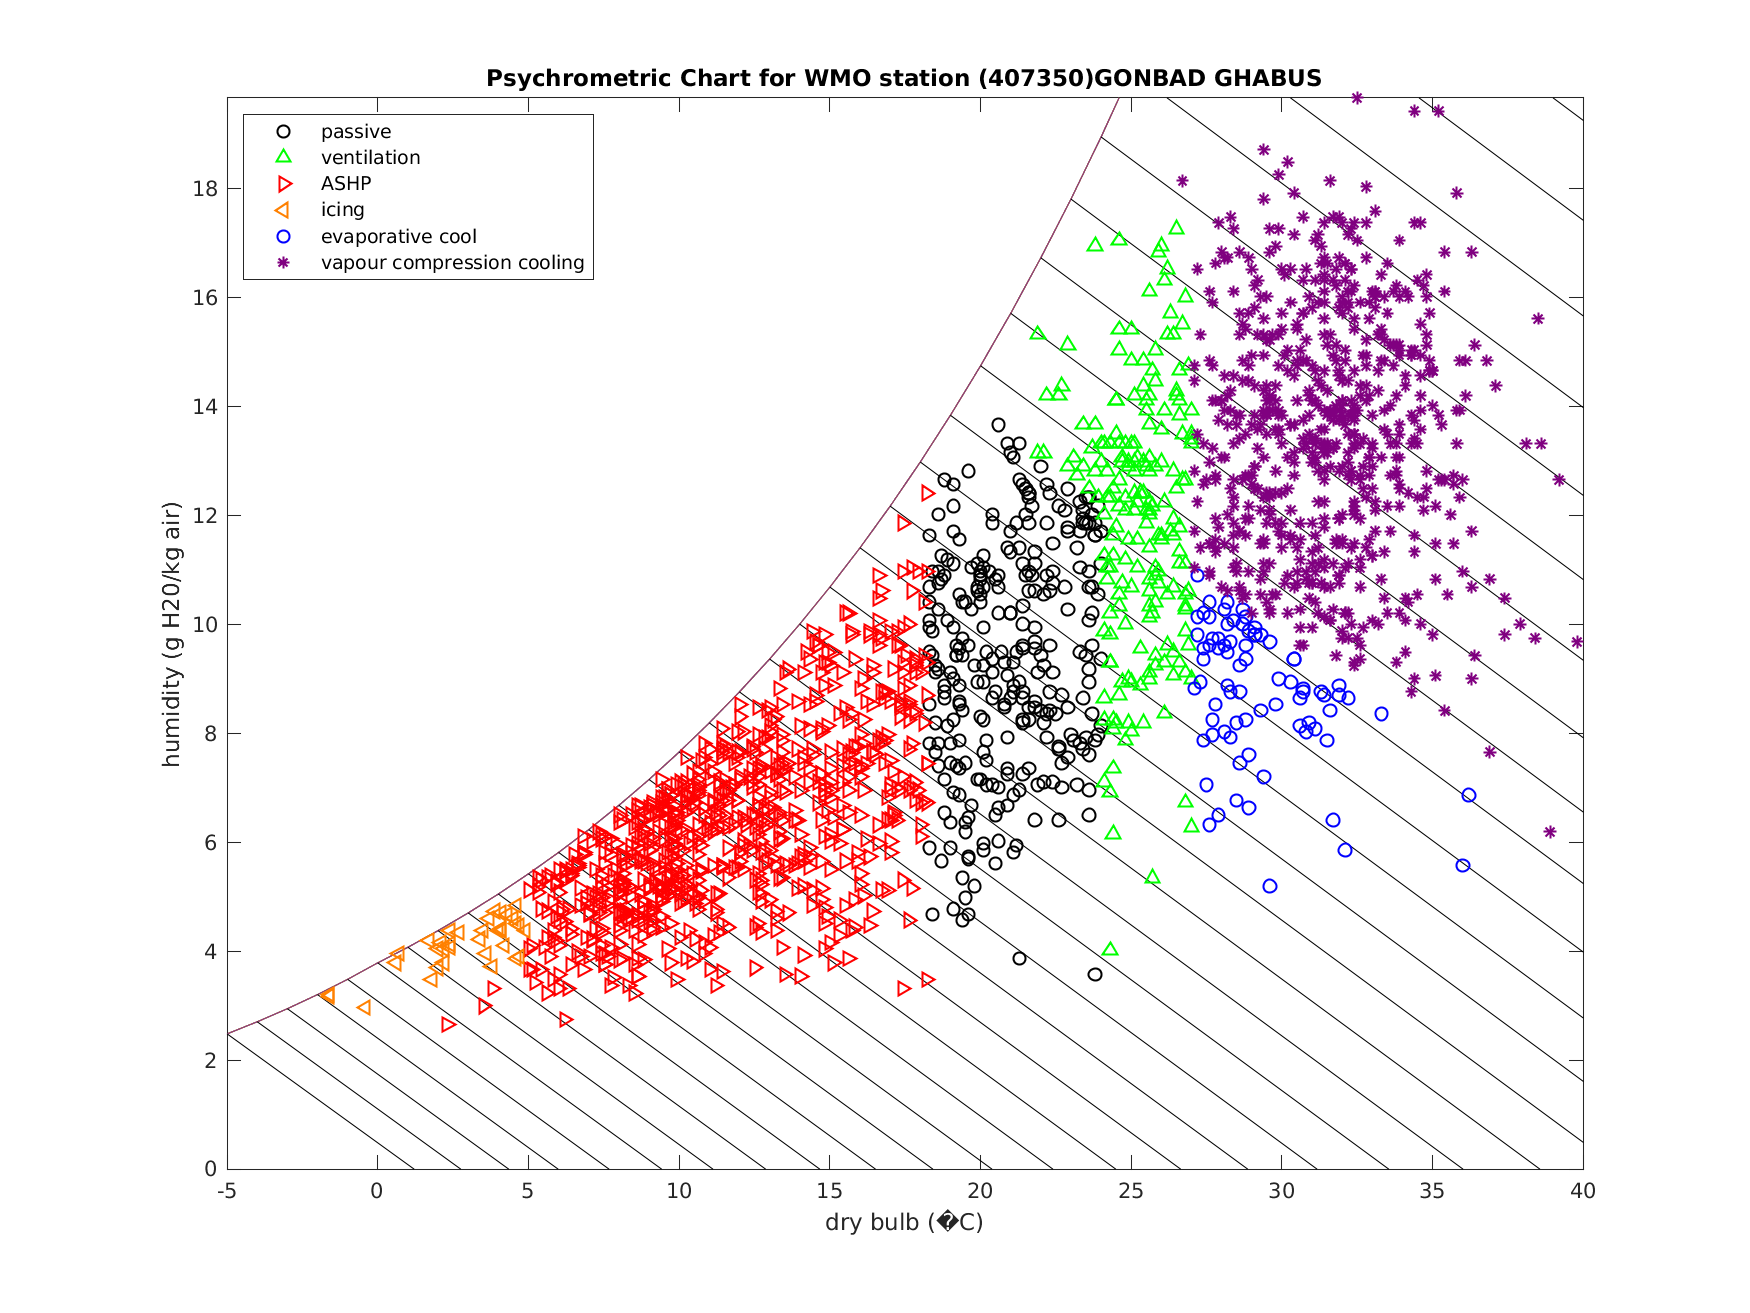 Psychrometric Chart for WMO station (407350)GONBAD GHABUS
passive
ventilation
ASHP
icing
evaporative cool
vapour compression cooling
humidity (g H20/kg air)
18
16
14
12
10
8
6
4
2
0
-5 0 5 10 15 20 25 30 35 40
dry bulb (�C)